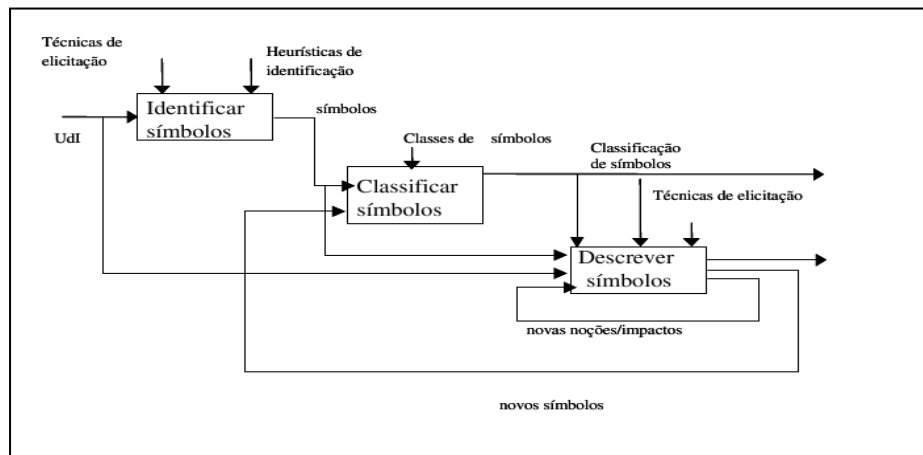 Técnicas de
elicitação
Heurísticas de
identificação
Identificar
símbolos
símbolos
UdI
Classes de símbolos
Classificação
de símbolos
Classificar
símbolos
Técnicas de elicitação
Descrever
símbolos
novas noções/impactos
novos símbolos